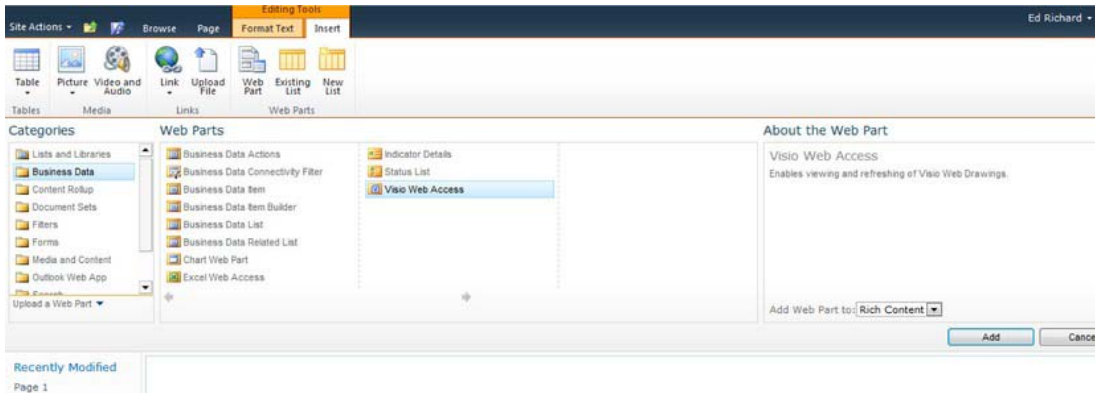 Editing Tools
Site Actions Browse Page Format Text Insert Ed Richard
Table Picture Video and Audio Link Upload File Web Part Existing List New List
Tables Media Links Web Parts
Categories Web Parts About the Web Part
Lists and Libraries Business Data Actions Indicator Details Visio Web Access
Business Data Business Data Connectivity Filter Status List Enables viewing and refreshing of Visio Web Drawings.
Content Rollup Business Data Item Visio Web Access
Document Sets Business Data Item Builder
Filters Business Data List
Forms Business Data Related List
Media and Content Chart Web Part
Outlook Web App Excel Web Access
Search
Upload a Web Part Add Web Part to: Rich Content
Add Cance
Recently Modified
Page 1